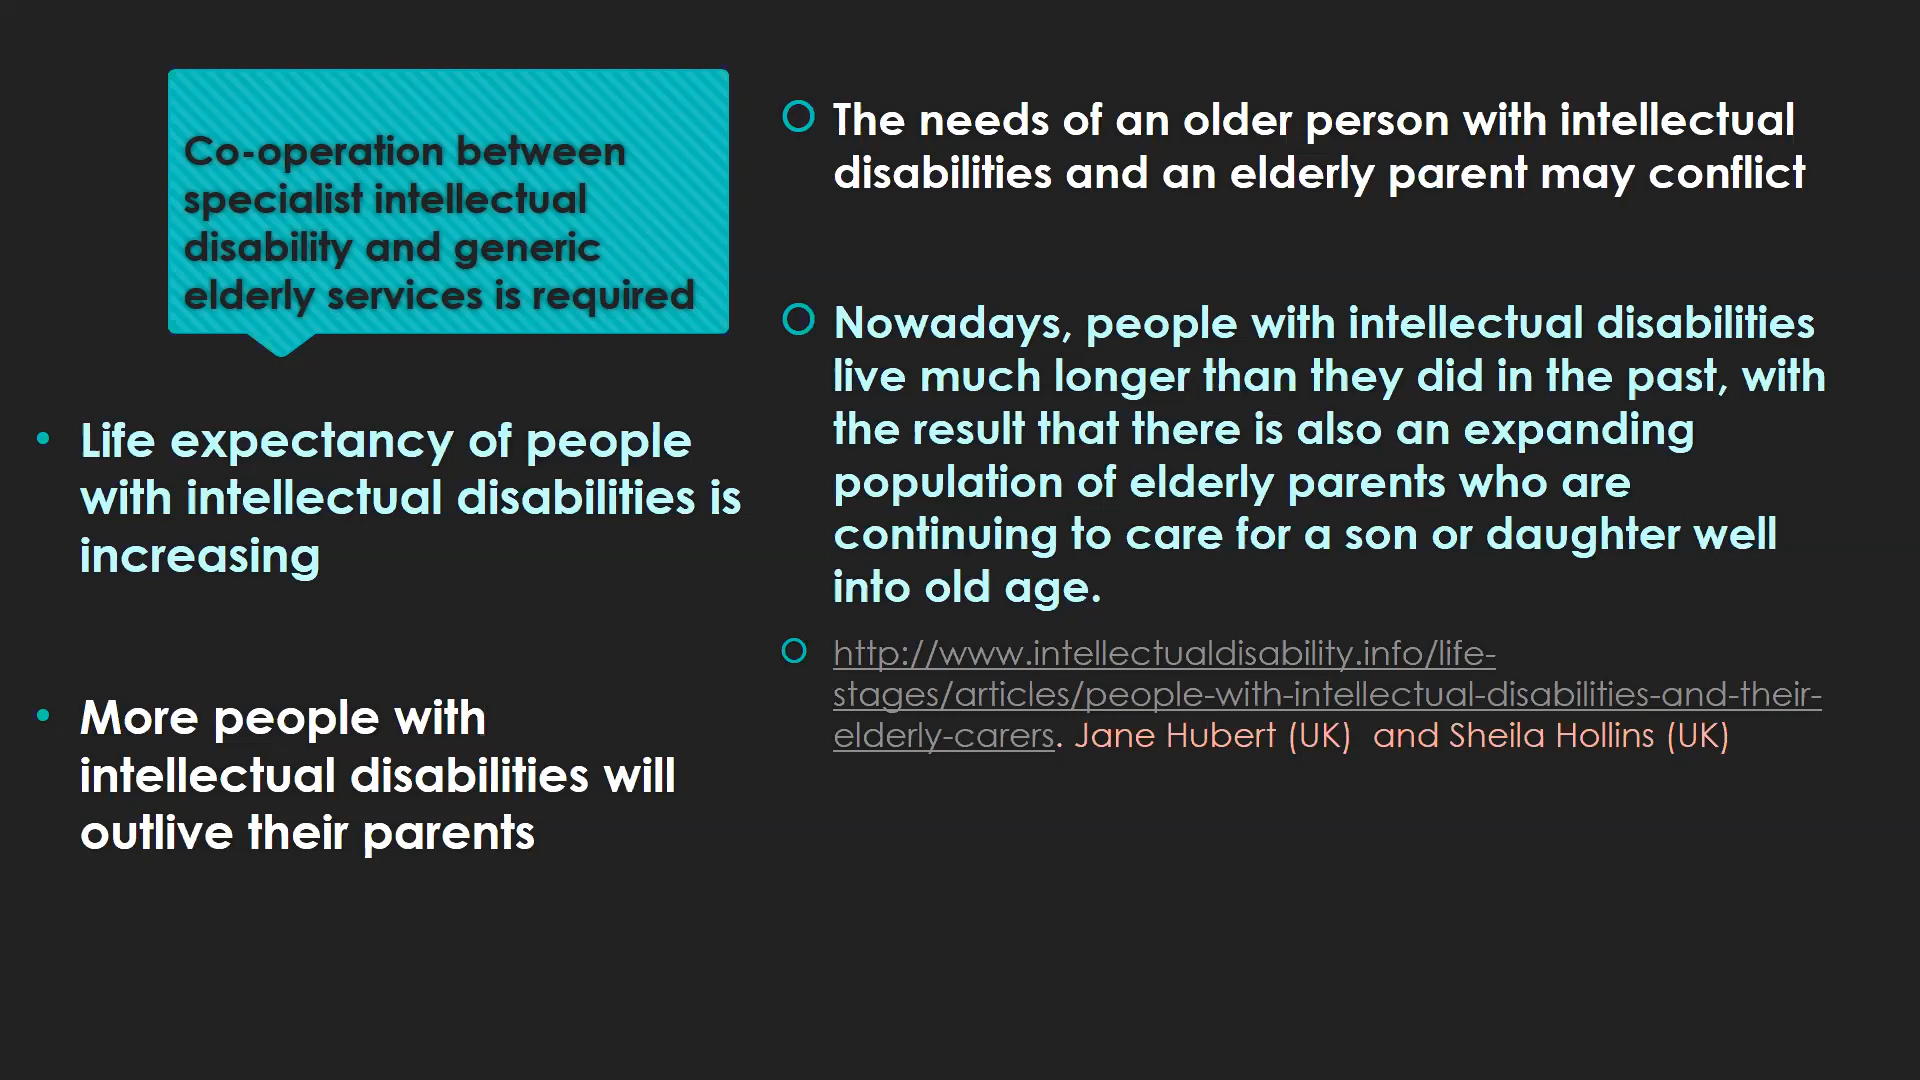 Co-operation between
specialist intellectual
disability and generic
elderly services is required
• Life expectancy of people
with intellectual disabilities is
increasing
• More people with
intellectual disabilities will
outlive their parents
The needs of an older person with intellectual
disabilities and an elderly parent may conflict
Nowadays, people with intellectual disabilities
live much longer than they did in the past, with
the result that there is also an expanding
population of elderly parents who are
continuing to care for a son or daughter well
into old age.
http://www.intellectualdisability.info/life-
stages/articles/people-with-intellectual-disabilities-and-their-
elderly-carers. Jane Hubert (UK)  and Sheila Hollins (UK)